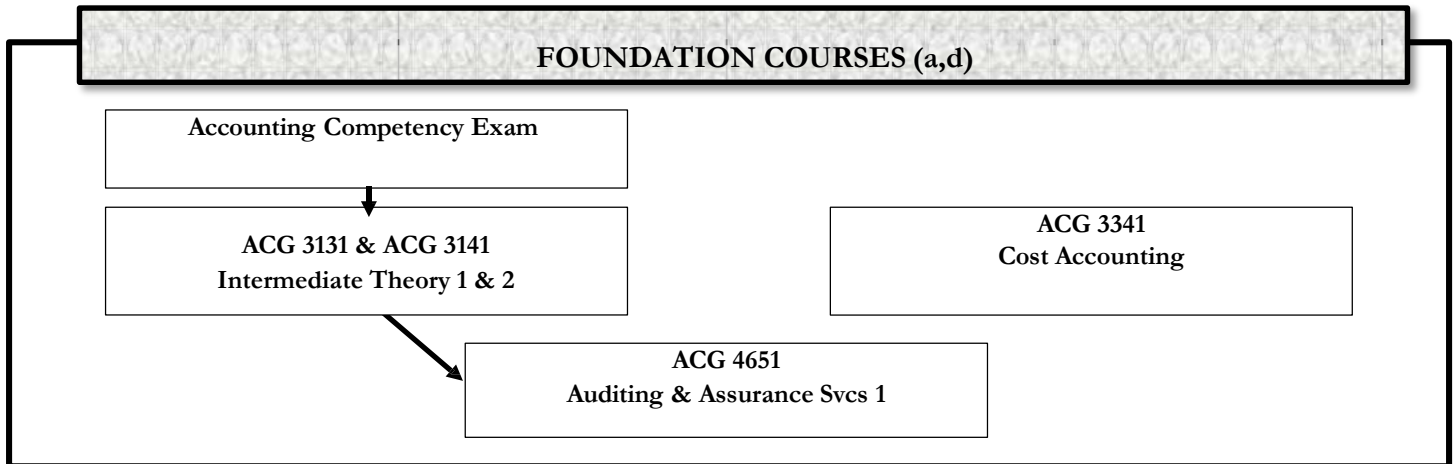 FOUNDATION COURSES (a,d)
Accounting Competency Exam
ACG 3131 & ACG 3141
Intermediate Theory 1 & 2
ACG 3341
Cost Accounting
ACG 4651
Auditing & Assurance Svcs 1